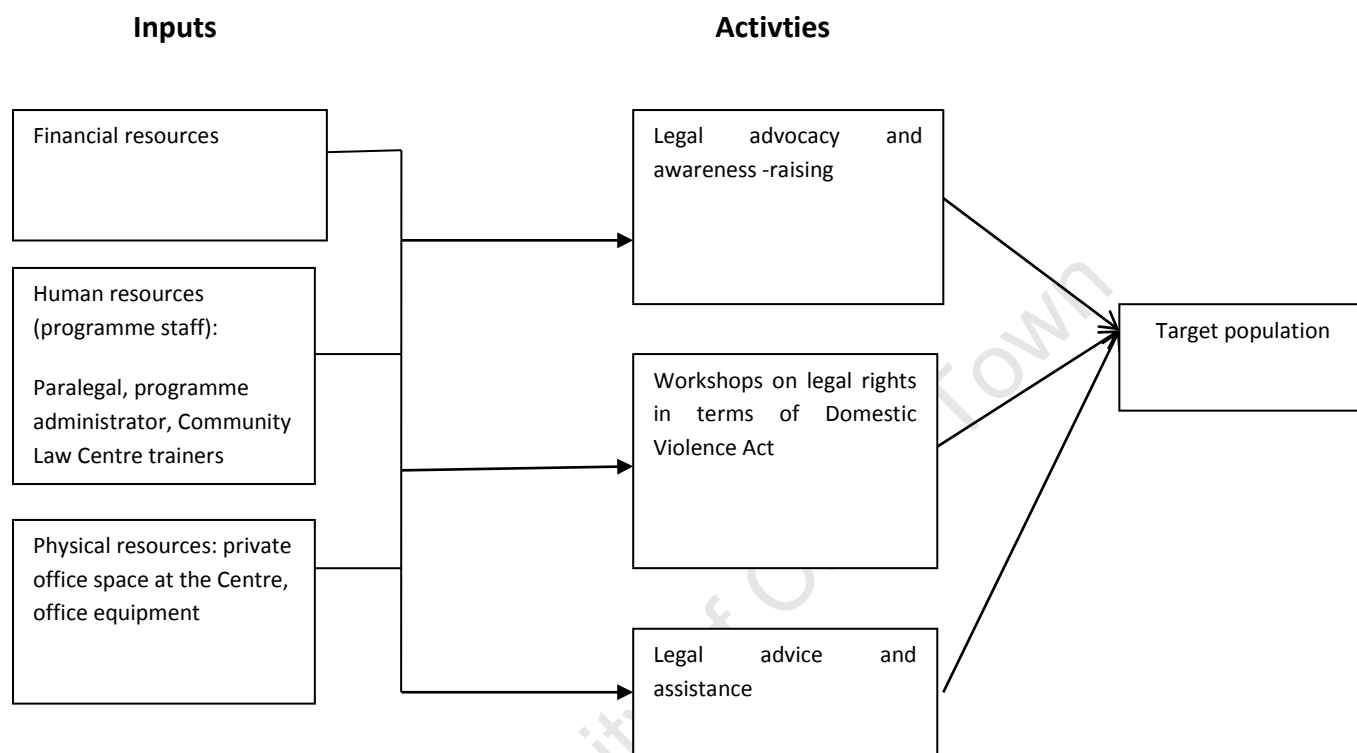 Inputs
Activties
Financial resources
Human resources
(programme staff):
Paralegal, programme
administrator, Community
Law Centre trainers
Physical resources: private
office space at the Centre,
office equipment
Legal advocacy and
awareness -raising
Workshops on legal rights
in terms of Domestic
Violence Act
Legal advice and
assistance
Target population
Town